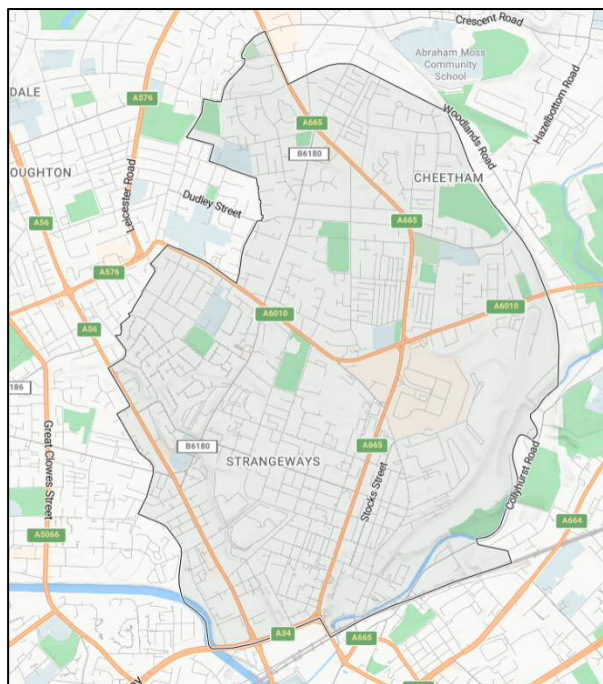 Crescent Road
Abraham Moss
Community
School
DALE
A576
Woodlands Road
Hazelbottom Road
A665
B6180
OUGHTON
CHEETHAM
Leicester Road
Dudley Street
A56
A665
A576
A6010
A6010
A56
186
Great Clowes Street
B6180
A665
STRANGEWAYS
Stocks Street
Collyhurst Road
A5066
A664
A34
A665